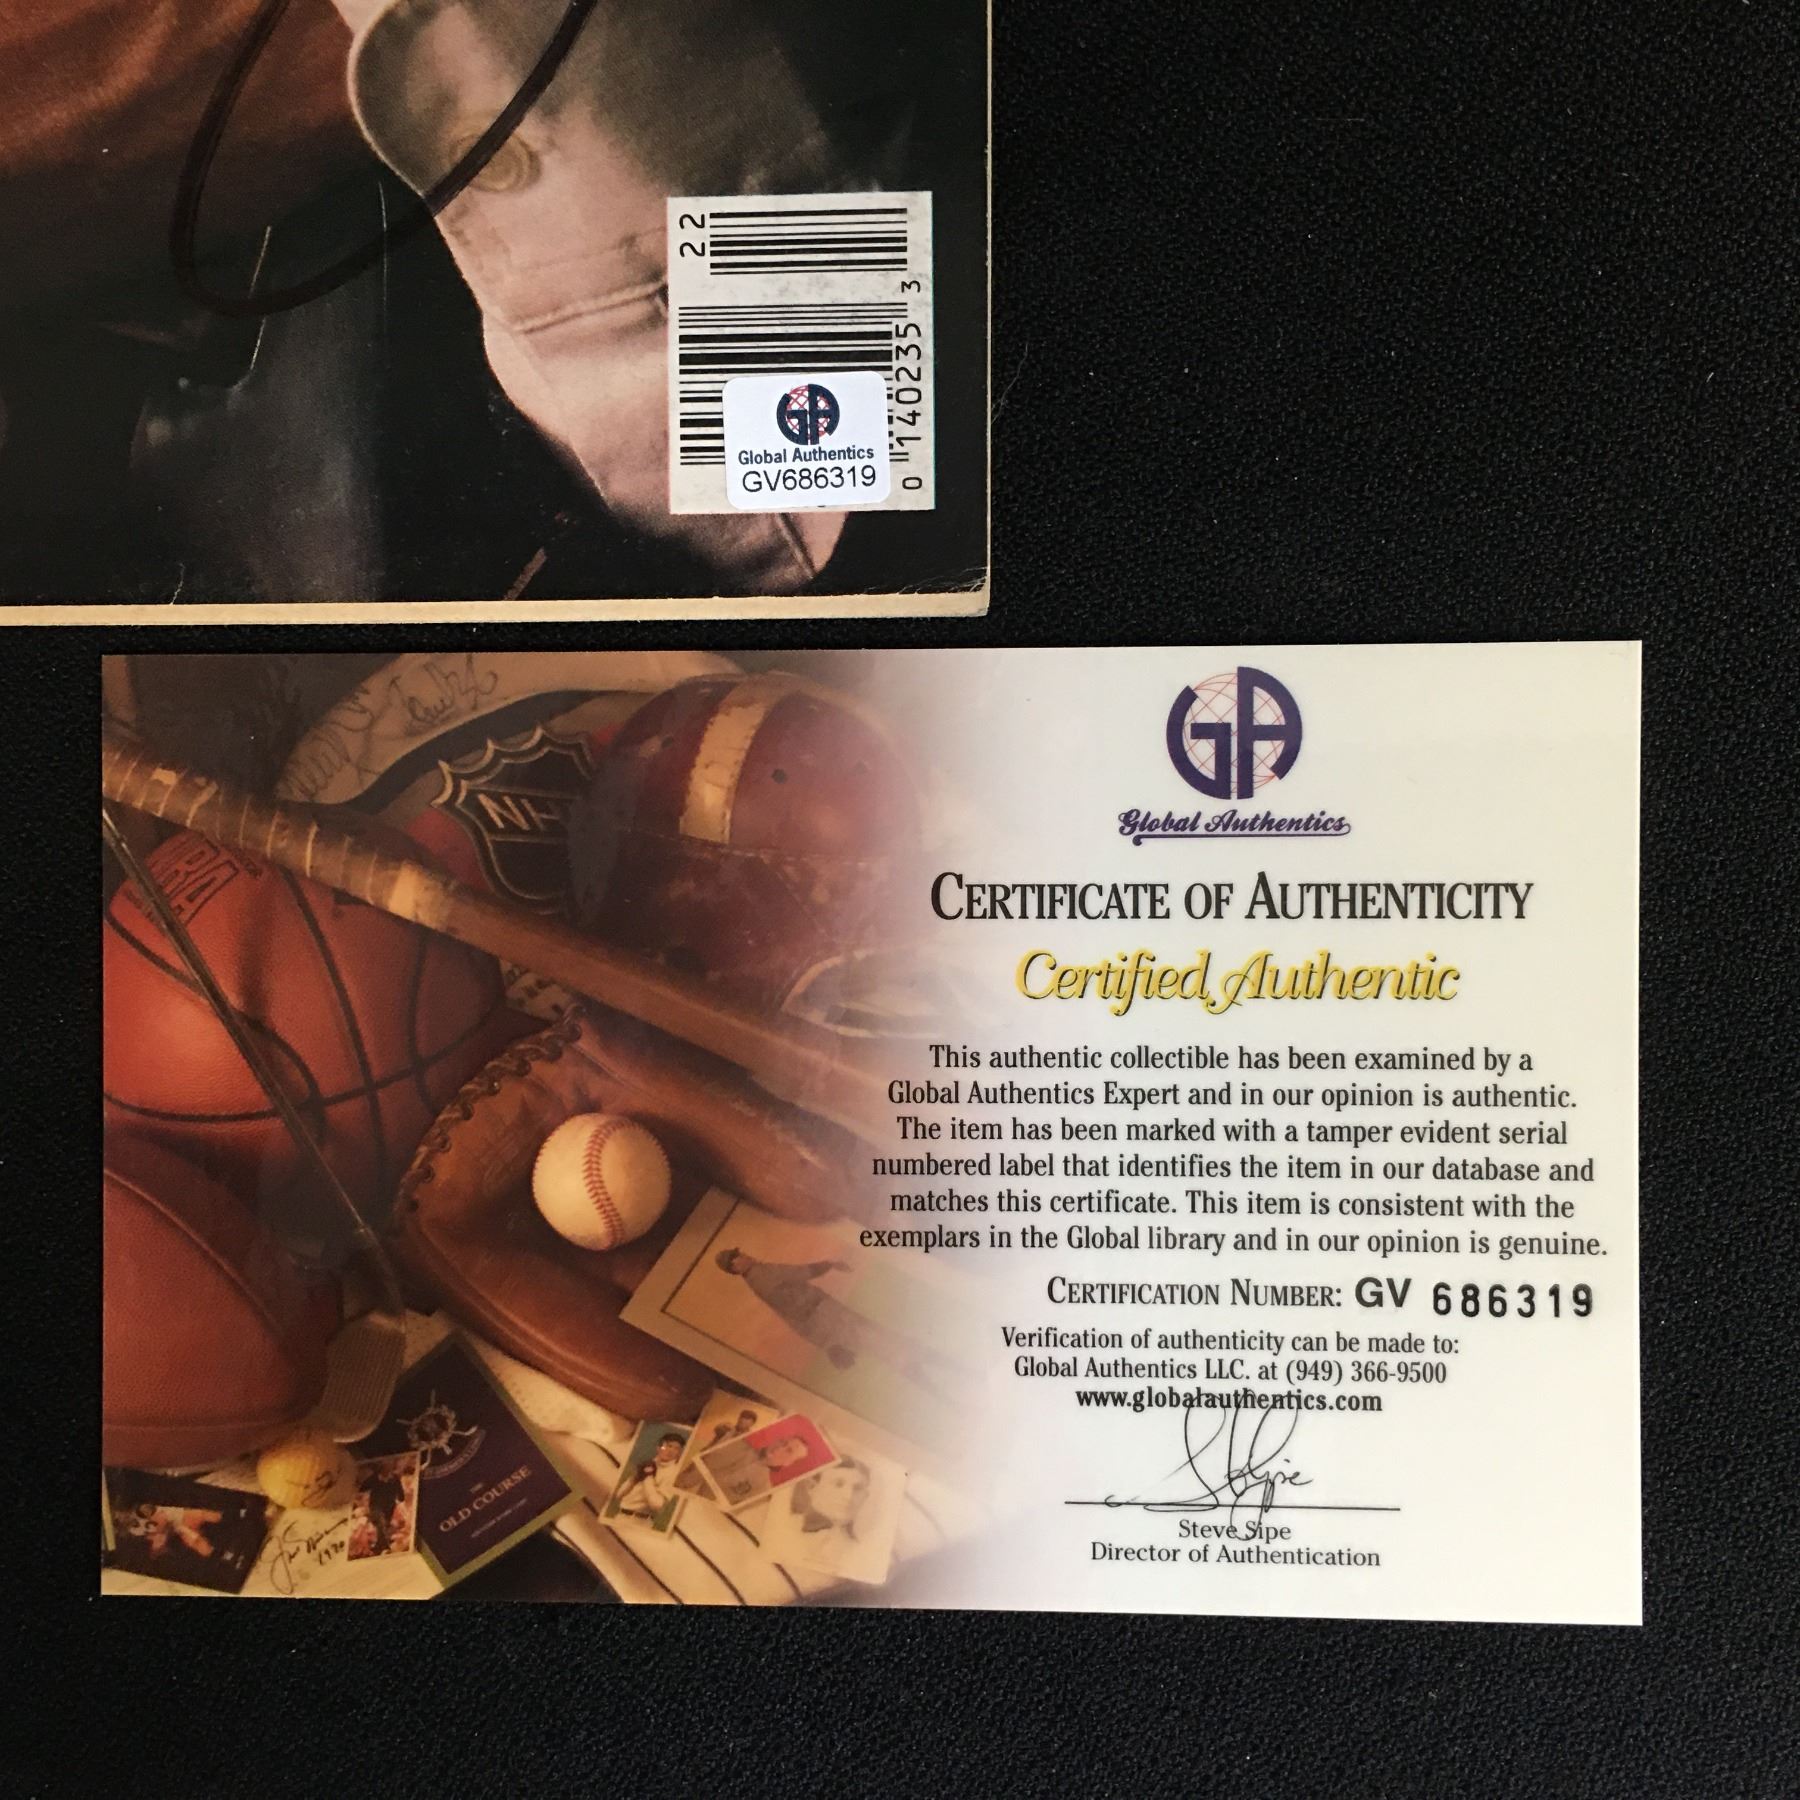 22
0 140235 3
GA
Global Authentics
GV686319
GA
Global Authentics
CERTIFICATE OF AUTHENTICITY
Certified Authentic
This authentic collectible has been examined by a
Global Authentics Expert and in our opinion is authentic.
The item has been marked with a tamper evident serial
numbered label that identifies the item in our database and
matches this certificate. This item is consistent with the
exemplars in the Global library and in our opinion is genuine.
CERTIFICATION NUMBER: GV 686319
Verification of authenticity can be made to:
Global Authentics LLC. at (949) 366-9500
www.globalauthentics.com
Steve Sipe
Director of Authentication
NH
NBA
THE
OLD COURSE
1970